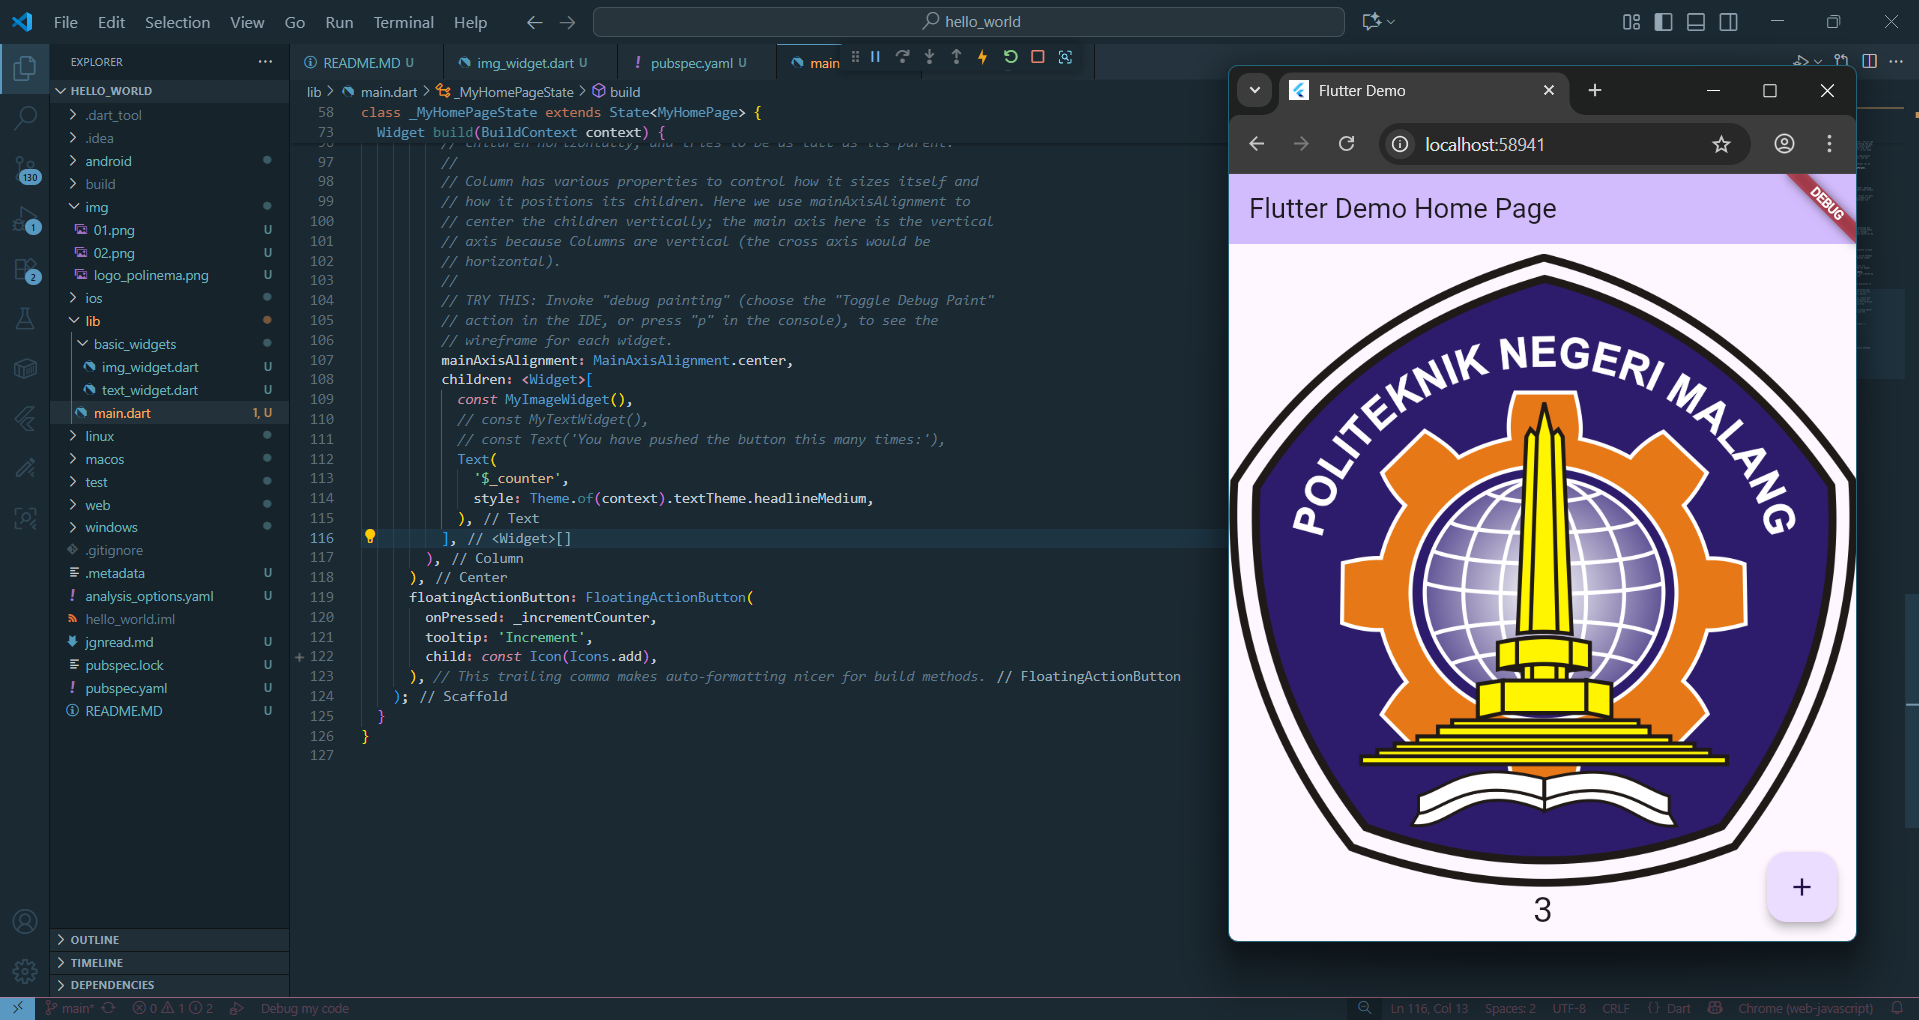 File Edit Selection View Go Run Terminal Help
hello_world
EXPLORER
HELLO_WORLD
.dart_tool
.idea
android
build
img
01.png U
02.png U
logo_polinema.png U
ios
lib
basic_widgets
img_widget.dart U
text_widget.dart U
main.dart 1, U
linux
macos
test
web
windows
.gitignore
.metadata U
analysis_options.yaml U
hello_world.iml
jgnread.md U
pubspec.lock U
pubspec.yaml U
README.MD U
OUTLINE
TIMELINE
DEPENDENCIES
130
1
2
README.MD U
img_widget.dart U
pubspec.yaml U
main
lib > main.dart > _MyHomePageState > build
58 class _MyHomePageState extends State<MyHomePage> {
73 Widget build(BuildContext context) {
96 // children horizontally, and tries to be as tall as its parent.
97 //
98 // Column has various properties to control how it sizes itself and
99 // how it positions its children. Here we use mainAxisAlignment to
100 // center the children vertically; the main axis here is the vertical
101 // axis because Columns are vertical (the cross axis would be
102 // horizontal).
103 //
104 // TRY THIS: Invoke "debug painting" (choose the "Toggle Debug Paint"
105 // action in the IDE, or press "p" in the console), to see the
106 // wireframe for each widget.
107 mainAxisAlignment: MainAxisAlignment.center,
108 children: <Widget>[
109 const MyImageWidget(),
110 // const MyTextWidget(),
111 // const Text('You have pushed the button this many times:'),
112 Text(
113 '$_counter',
114 style: Theme.of(context).textTheme.headlineMedium,
115 ), // Text
116 ], // <Widget>[]
117 ), // Column
118 ), // Center
119 floatingActionButton: FloatingActionButton(
120 onPressed: _incrementCounter,
121 tooltip: 'Increment',
122 child: const Icon(Icons.add),
123 ), // This trailing comma makes auto-formatting nicer for build methods. // FloatingActionButton
124 ); // Scaffold
125 }
126 }
127
Flutter Demo
localhost:58941
Flutter Demo Home Page
DEBUG
POLITEKNIK NEGERI MALANG
3
main* 0 1 2 Debug my code
Ln 116, Col 13 Spaces: 2 UTF-8 CRLF {} Dart Chrome (web-javascript)